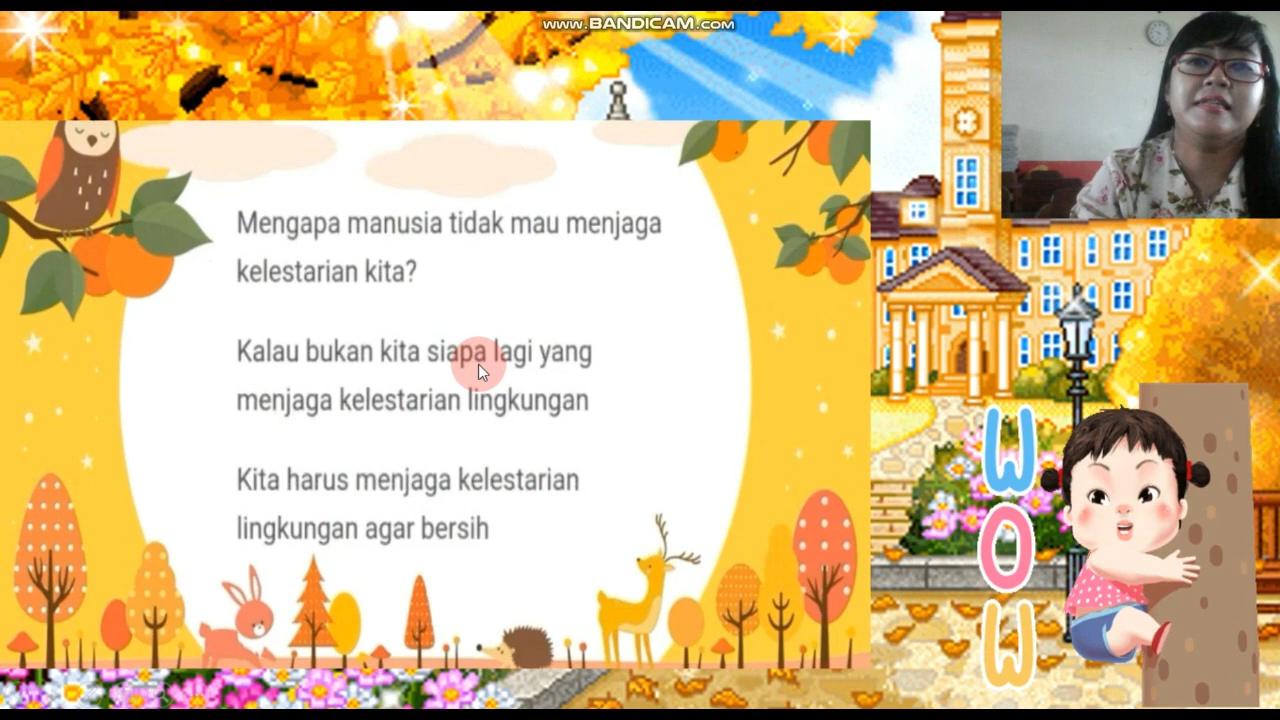 www.BANDICAM.com
Mengapa manusia tidak mau menjaga
kelestarian kita?
Kalau bukan kita siapa lagi yang
menjaga kelestarian lingkungan
Kita harus menjaga kelestarian
lingkungan agar bersih
WOW